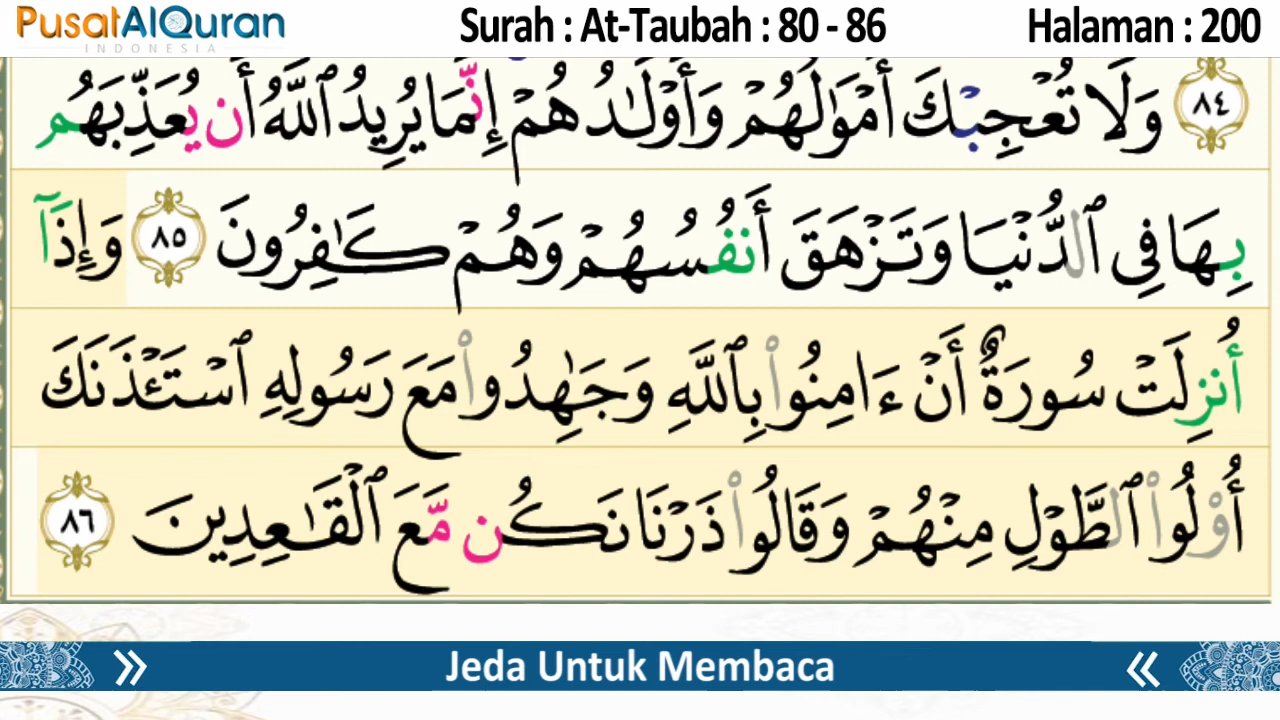 PusatAlQuran
INDONESIA
Surah : At-Taubah : 80 - 86
Halaman : 200
٨٤ وَلَا تُعْجِبْكَ أَمْوَٰلُهُمْ وَأَوْلَـٰدُهُمْ إِنَّمَا يُرِيدُ ٱللَّهُ أَن يُعَذِّبَهُم
بِهَا فِى ٱلدُّنْيَا وَتَزْهَقَ أَنفُسُهُمْ وَهُمْ كَـٰفِرُونَ ٨٥ وَإِذَآ
أُنزِلَتْ سُورَةٌ أَنْ ءَامِنُوا۟ بِٱللَّهِ وَجَـٰهِدُوا۟ مَعَ رَسُولِهِ ٱسْتَـْٔذَنَكَ
أُو۟لُوا۟ ٱلطَّوْلِ مِنْهُمْ وَقَالُوا۟ ذَرْنَا نَكُن مَّعَ ٱلْقَـٰعِدِينَ ٨٦
Jeda Untuk Membaca